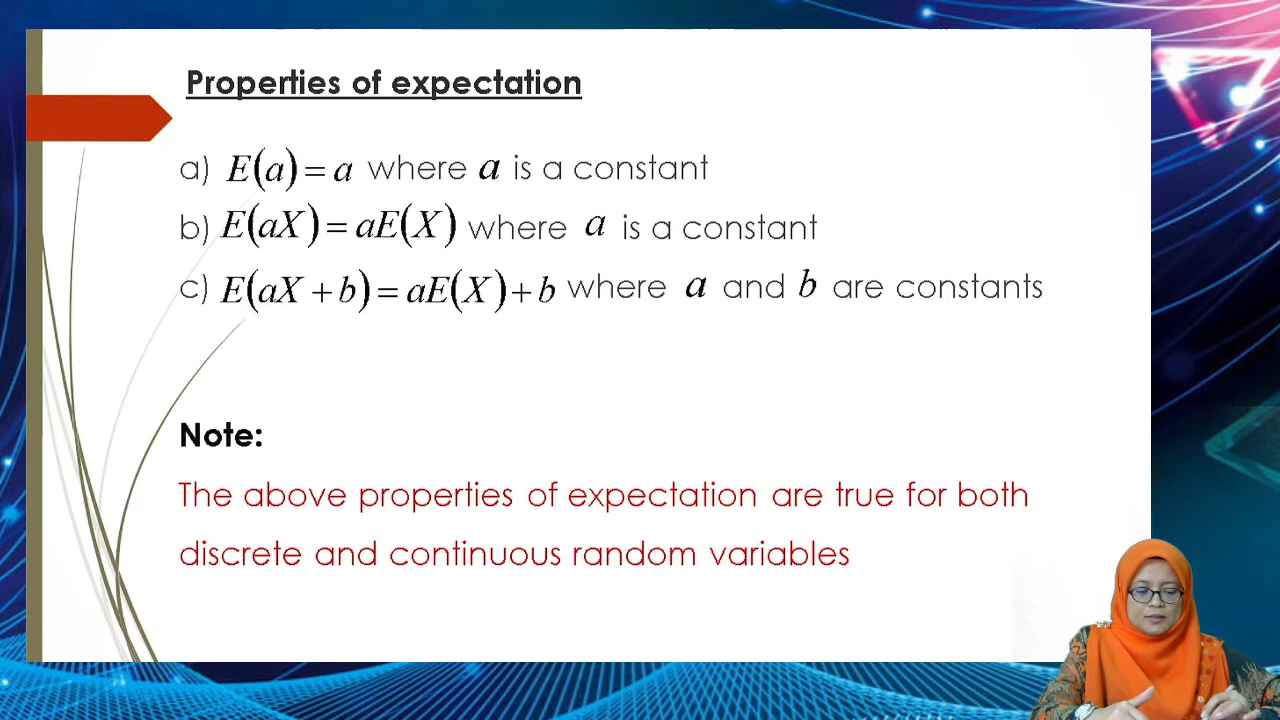 Properties of expectation
a) E(a) = a where a is a constant
b) E(aX) = aE(X) where a is a constant
c) E(aX + b) = aE(X) + b where a and b are constants
Note:
The above properties of expectation are true for both
discrete and continuous random variables